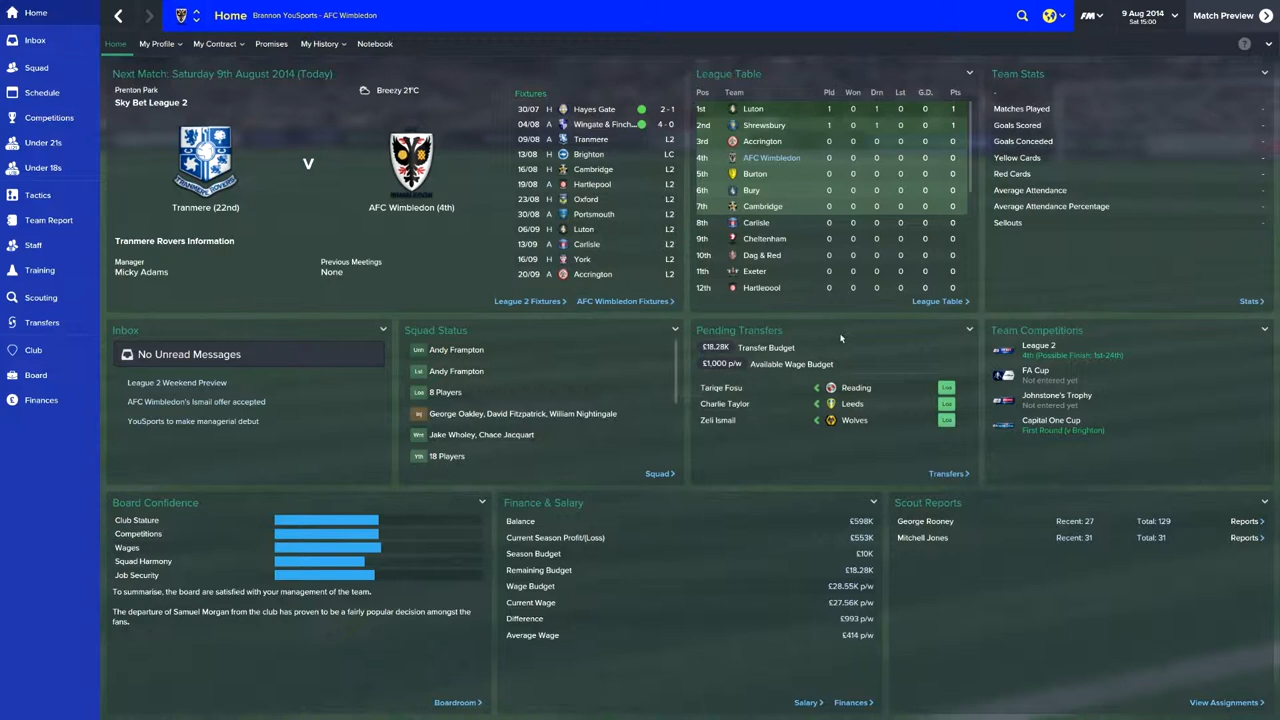 Home
Inbox
Squad
Schedule
Competitions
Under 21s
Under 18s
Tactics
Team Report
Staff
Training
Scouting
Transfers
Club
Board
Finances
Home Brannon YouSports - AFC Wimbledon
FM
9 Aug 2014
Sat 15:00
Match Preview
Home My Profile My Contract Promises My History Notebook
Next Match: Saturday 9th August 2014 (Today)
Prenton Park
Sky Bet League 2
Breezy 21°C
V
Tranmere (22nd)
AFC Wimbledon (4th)
Tranmere Rovers Information
Manager
Micky Adams
Previous Meetings
None
Fixtures
30/07 H Hayes Gate 2 - 1
04/08 A Wingate & Finch... 4 - 0
09/08 A Tranmere L2
13/08 H Brighton LC
16/08 H Cambridge L2
19/08 A Hartlepool L2
23/08 H Oxford L2
30/08 A Portsmouth L2
06/09 H Luton L2
13/09 A Carlisle L2
16/09 H York L2
20/09 A Accrington L2
League 2 Fixtures > AFC Wimbledon Fixtures >
League Table
Pos Team Pld Won Drn Lst G.D. Pts
1st Luton 1 0 1 0 0 1
2nd Shrewsbury 1 0 1 0 0 1
3rd Accrington 0 0 0 0 0 0
4th AFC Wimbledon 0 0 0 0 0 0
5th Burton 0 0 0 0 0 0
6th Bury 0 0 0 0 0 0
7th Cambridge 0 0 0 0 0 0
8th Carlisle 0 0 0 0 0 0
9th Cheltenham 0 0 0 0 0 0
10th Dag & Red 0 0 0 0 0 0
11th Exeter 0 0 0 0 0 0
12th Hartlepool 0 0 0 0 0 0
League Table >
Team Stats
-
Matches Played -
Goals Scored -
Goals Conceded -
Yellow Cards -
Red Cards -
Average Attendance -
Average Attendance Percentage -
Sellouts -
Stats >
Inbox
No Unread Messages
League 2 Weekend Preview
AFC Wimbledon's Ismail offer accepted
YouSports to make managerial debut
Squad Status
Unh Andy Frampton
Lst Andy Frampton
Loa 8 Players
Inj George Oakley, David Fitzpatrick, William Nightingale
Wnt Jake Wholey, Chace Jacquart
Yth 18 Players
Squad >
Pending Transfers
£18.28K Transfer Budget
£1,000 p/w Available Wage Budget
Tariqe Fosu Reading Loa
Charlie Taylor Leeds Loa
Zeli Ismail Wolves Loa
Transfers >
Team Competitions
League 2
4th (Possible Finish: 1st-24th)
FA Cup
Not entered yet
Johnstone's Trophy
Not entered yet
Capital One Cup
First Round (v Brighton)
Board Confidence
Club Stature
Competitions
Wages
Squad Harmony
Job Security
To summarise, the board are satisfied with your management of the team.
The departure of Samuel Morgan from the club has proven to be a fairly popular decision amongst the
fans.
Boardroom >
Finance & Salary
Balance £598K
Current Season Profit/(Loss) £553K
Season Budget £10K
Remaining Budget £18.28K
Wage Budget £28.55K p/w
Current Wage £27.56K p/w
Difference £993 p/w
Average Wage £414 p/w
Salary > Finances >
Scout Reports
George Rooney Recent: 27 Total: 129 Reports >
Mitchell Jones Recent: 31 Total: 31 Reports >
View Assignments >